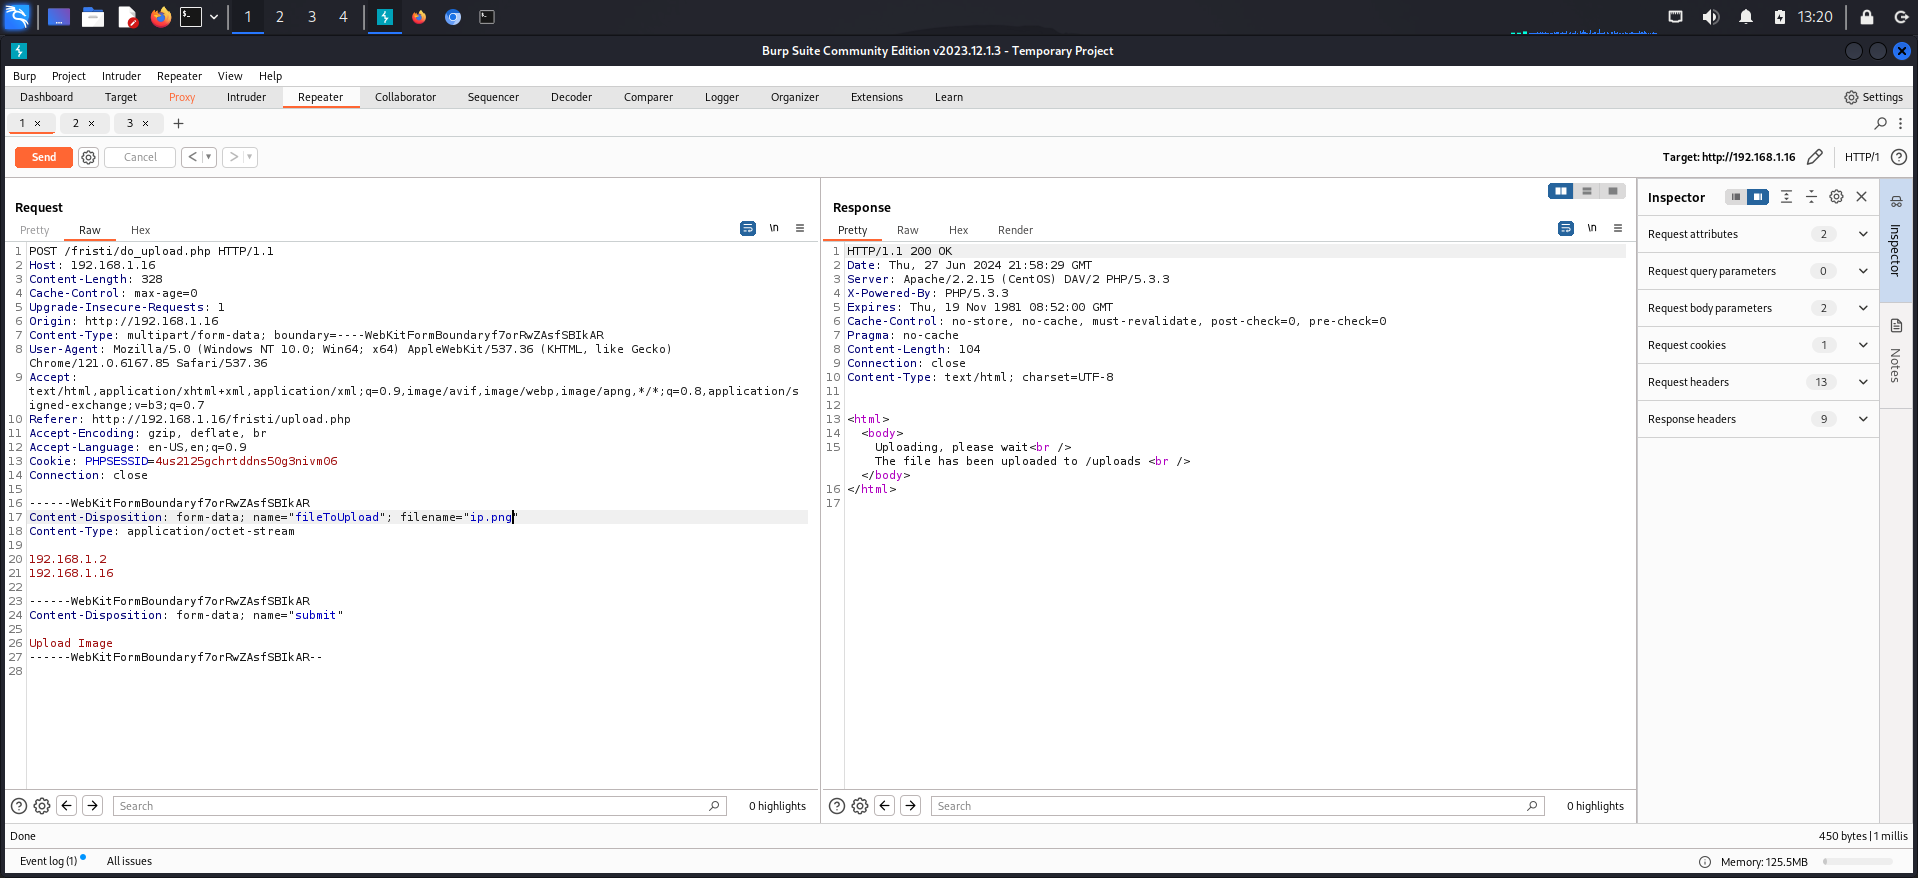 1 2 3 4 13:20
Burp Suite Community Edition v2023.12.1.3 - Temporary Project
Burp Project Intruder Repeater View Help
Dashboard Target Proxy Intruder Repeater Collaborator Sequencer Decoder Comparer Logger Organizer Extensions Learn Settings
1 × 2 × 3 × +
Send Cancel < > Target: http://192.168.1.16 HTTP/1
Request
Pretty Raw Hex \n
1 POST /fristi/do_upload.php HTTP/1.1
2 Host: 192.168.1.16
3 Content-Length: 328
4 Cache-Control: max-age=0
5 Upgrade-Insecure-Requests: 1
6 Origin: http://192.168.1.16
7 Content-Type: multipart/form-data; boundary=----WebKitFormBoundaryf7orRwZAsfSBIkAR
8 User-Agent: Mozilla/5.0 (Windows NT 10.0; Win64; x64) AppleWebKit/537.36 (KHTML, like Gecko)
Chrome/121.0.6167.85 Safari/537.36
9 Accept:
text/html,application/xhtml+xml,application/xml;q=0.9,image/avif,image/webp,image/apng,*/*;q=0.8,application/s
igned-exchange;v=b3;q=0.7
10 Referer: http://192.168.1.16/fristi/upload.php
11 Accept-Encoding: gzip, deflate, br
12 Accept-Language: en-US,en;q=0.9
13 Cookie: PHPSESSID=4us2125gchrtddns50g3nivm06
14 Connection: close
15
16 ------WebKitFormBoundaryf7orRwZAsfSBIkAR
17 Content-Disposition: form-data; name="fileToUpload"; filename="ip.png"
18 Content-Type: application/octet-stream
19
20 192.168.1.2
21 192.168.1.16
22
23 ------WebKitFormBoundaryf7orRwZAsfSBIkAR
24 Content-Disposition: form-data; name="submit"
25
26 Upload Image
27 ------WebKitFormBoundaryf7orRwZAsfSBIkAR--
28
Search 0 highlights
Response
Pretty Raw Hex Render \n
1 HTTP/1.1 200 OK
2 Date: Thu, 27 Jun 2024 21:58:29 GMT
3 Server: Apache/2.2.15 (CentOS) DAV/2 PHP/5.3.3
4 X-Powered-By: PHP/5.3.3
5 Expires: Thu, 19 Nov 1981 08:52:00 GMT
6 Cache-Control: no-store, no-cache, must-revalidate, post-check=0, pre-check=0
7 Pragma: no-cache
8 Content-Length: 104
9 Connection: close
10 Content-Type: text/html; charset=UTF-8
11
12
13 <html>
14 <body>
15 Uploading, please wait<br />
The file has been uploaded to /uploads <br />
</body>
16 </html>
17
Search 0 highlights
Inspector
Request attributes 2
Request query parameters 0
Request body parameters 2
Request cookies 1
Request headers 13
Response headers 9
Inspector
Notes
Done 450 bytes | 1 millis
Event log (1) All issues Memory: 125.5MB